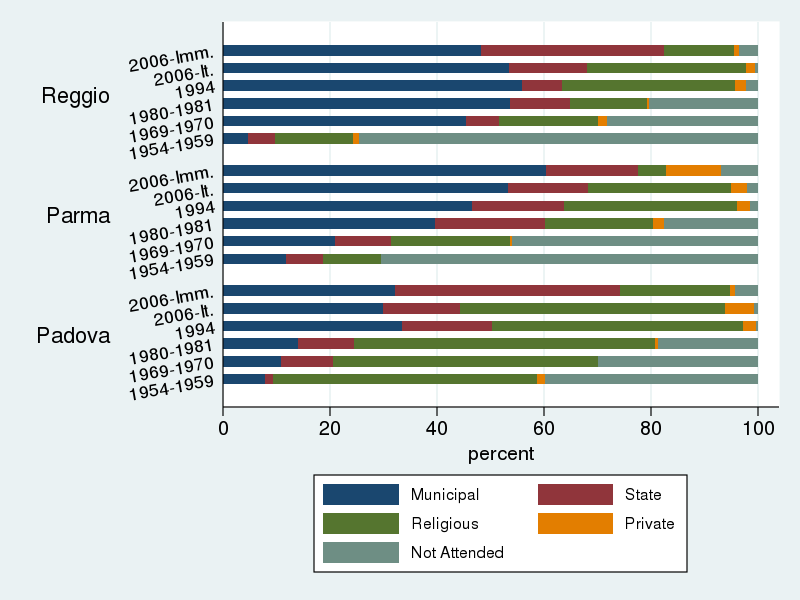 Reggio
2006-Imm.
2006-It.
1994
1980-1981
1969-1970
1954-1959
Parma
2006-Imm.
2006-It.
1994
1980-1981
1969-1970
1954-1959
Padova
2006-Imm.
2006-It.
1994
1980-1981
1969-1970
1954-1959
0 20 40 60 80 100
percent
Municipal State
Religious Private
Not Attended